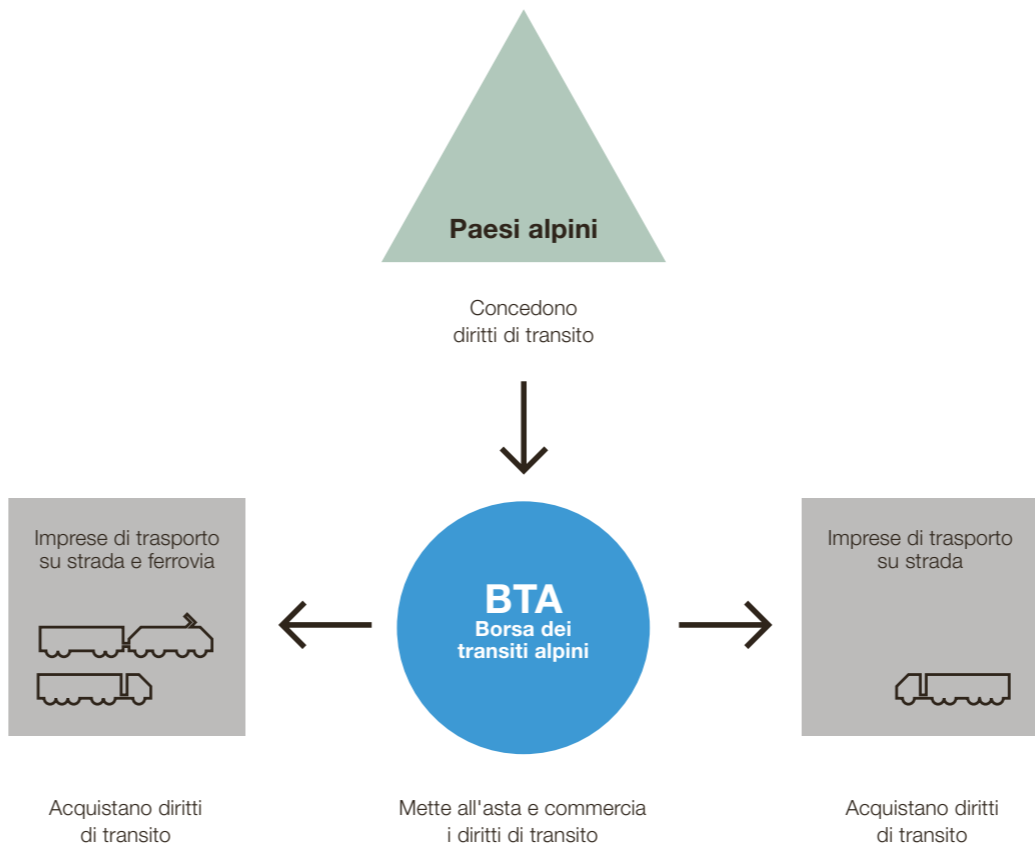 Paesi alpini
Concedono
diritti di transito
Imprese di trasporto
su strada e ferrovia
BTA
Borsa dei
transiti alpini
Imprese di trasporto
su strada
Acquistano diritti
di transito
Mette all'asta e commercia
i diritti di transito
Acquistano diritti
di transito